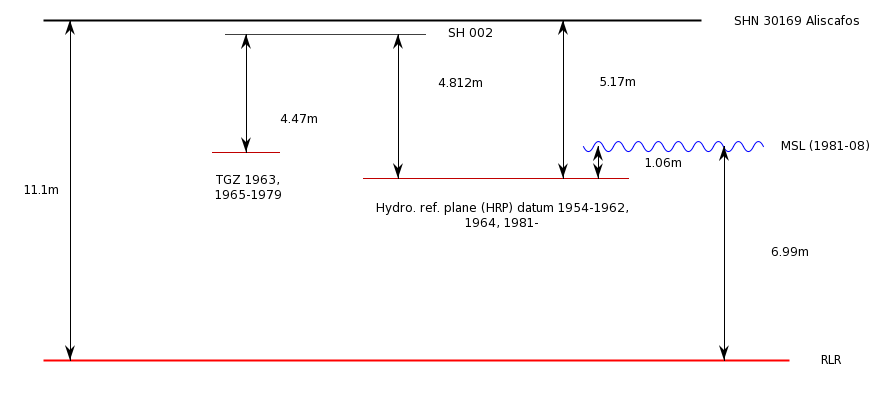 SHN 30169 Aliscafos
SH 002
4.812m
5.17m
4.47m
MSL (1981-08)
1.06m
TGZ 1963,
1965-1979
11.1m
Hydro. ref. plane (HRP) datum 1954-1962,
1964, 1981-
6.99m
RLR